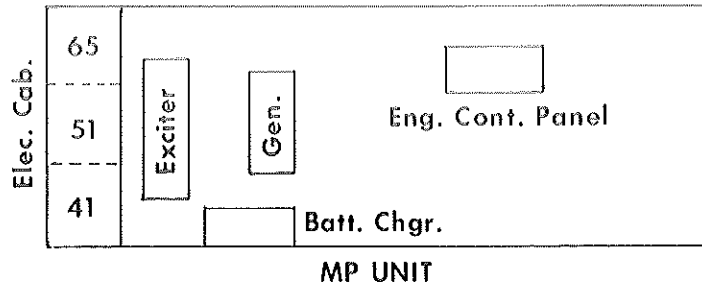 Elec. Cab.
65
51
41
Exciter
Gen.
Eng. Cont. Panel
Batt. Chgr.
MP UNIT